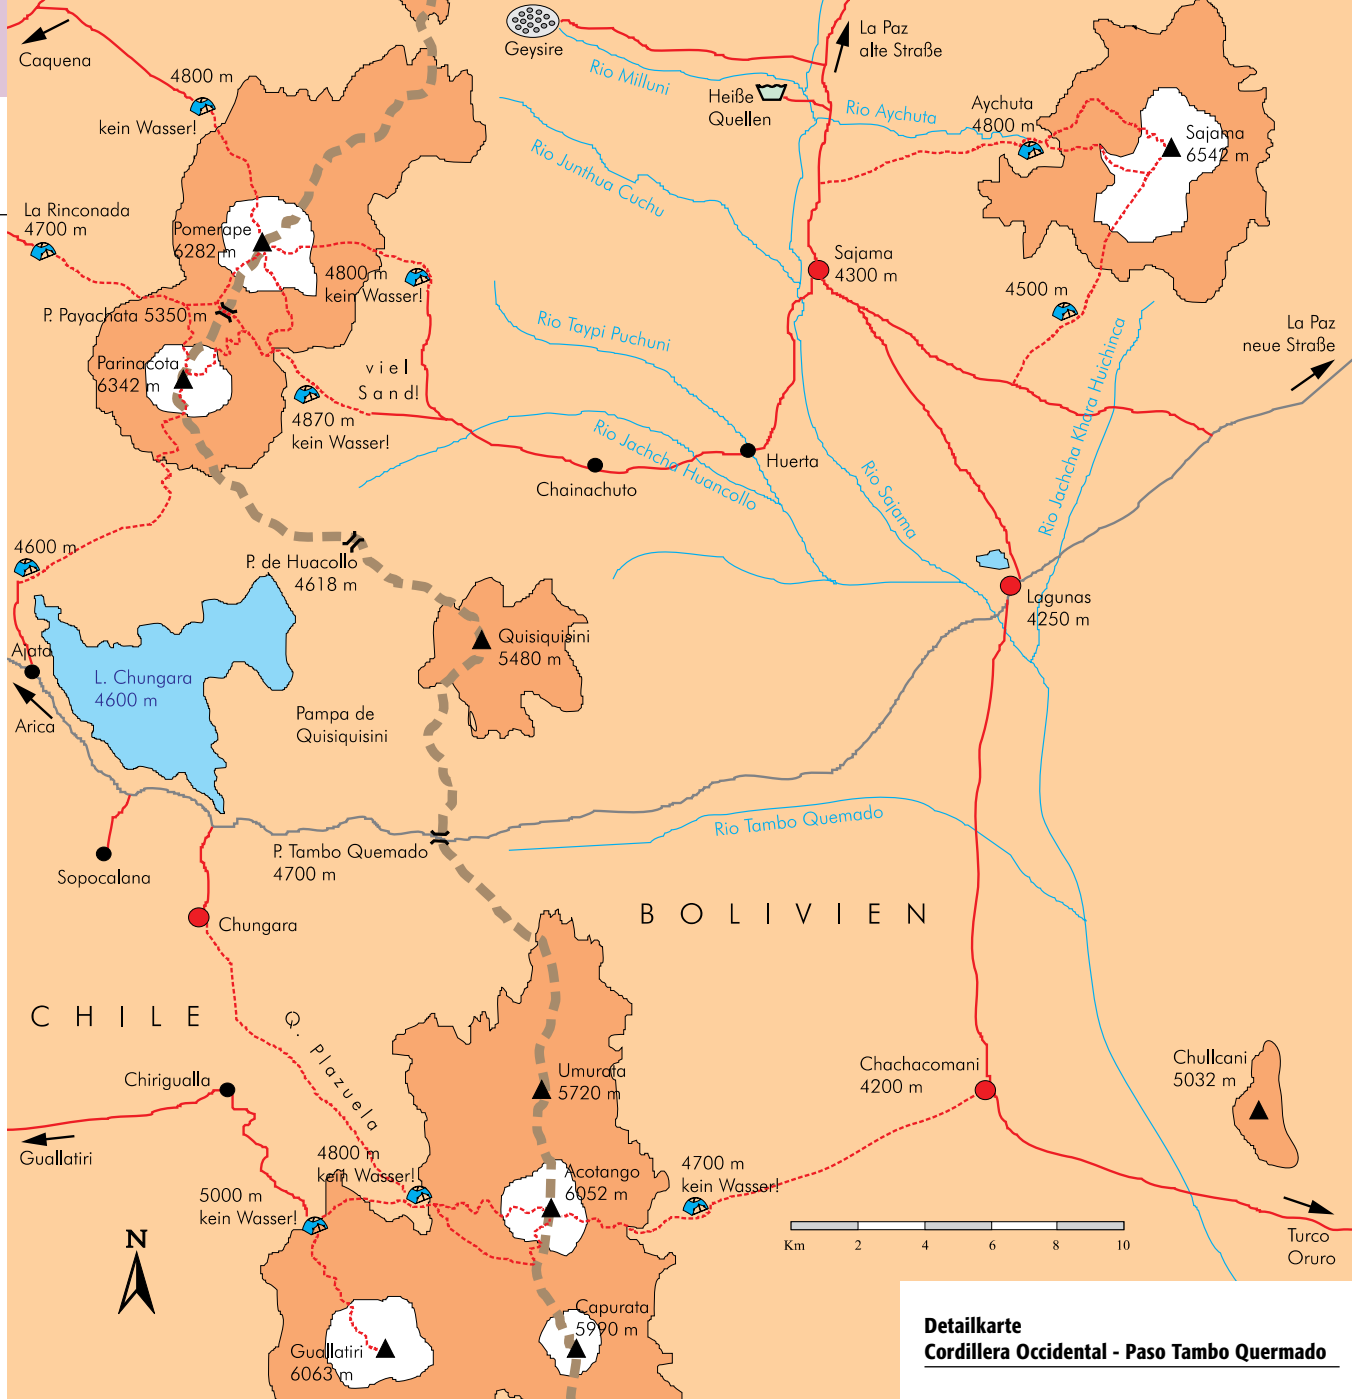 Caquena
4800 m
kein Wasser!
Geysire
La Paz
alte Straße
Rio Milluni
Heiße
Quellen
Rio Aychuta
Aychuta
4800 m
Sajama
6542 m
Rio Junthua Cuchu
La Rinconada
4700 m
Pomerape
6282 m
4800 m
kein Wasser!
Sajama
4300 m
4500 m
P. Payachata 5350 m
Rio Taypi Puchuni
Rio Jachcha Khara Huichinca
La Paz
neue Straße
Parinacota
6342 m
viel
Sand!
4870 m
kein Wasser!
Rio Jachcha Huancollo
Huerta
Chainachuto
Rio Sajama
4600 m
P. de Huacollo
4618 m
Lagunas
4250 m
Quisiquisini
5480 m
Ajata
L. Chungara
4600 m
Arica
Pampa de
Quisiquisini
Rio Tambo Quemado
P. Tambo Quemado
4700 m
Sopocalana
Chungara
BOLIVIEN
CHILE
Q. Plazuela
Chirigualla
Umurata
5720 m
Chachacomani
4200 m
Chullcani
5032 m
Guallatiri
4800 m
kein Wasser!
Acotango
6052 m
4700 m
kein Wasser!
5000 m
kein Wasser!
N
Km 2 4 6 8 10
Turco
Oruro
Capurata
5990 m
Guallatiri
6063 m
Detailkarte
Cordillera Occidental - Paso Tambo Quermado